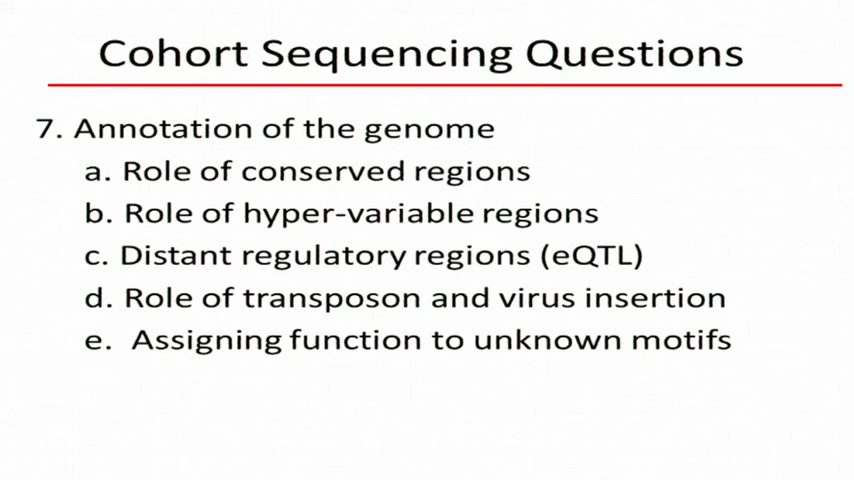 Cohort Sequencing Questions
7. Annotation of the genome
a. Role of conserved regions
b. Role of hyper-variable regions
c. Distant regulatory regions (eQTL)
d. Role of transposon and virus insertion
e. Assigning function to unknown motifs